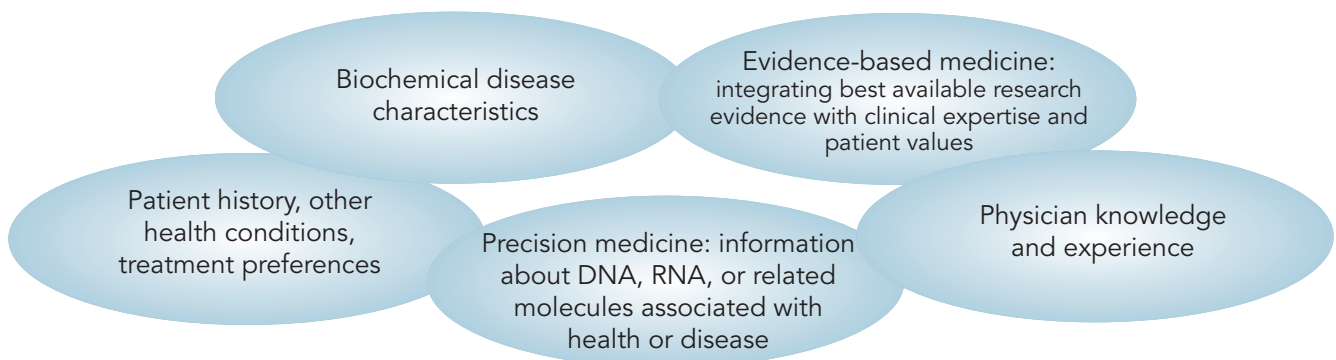 Biochemical disease
characteristics
Evidence-based medicine:
integrating best available research
evidence with clinical expertise and
patient values
Patient history, other
health conditions,
treatment preferences
Precision medicine: information
about DNA, RNA, or related
molecules associated with
health or disease
Physician knowledge
and experience